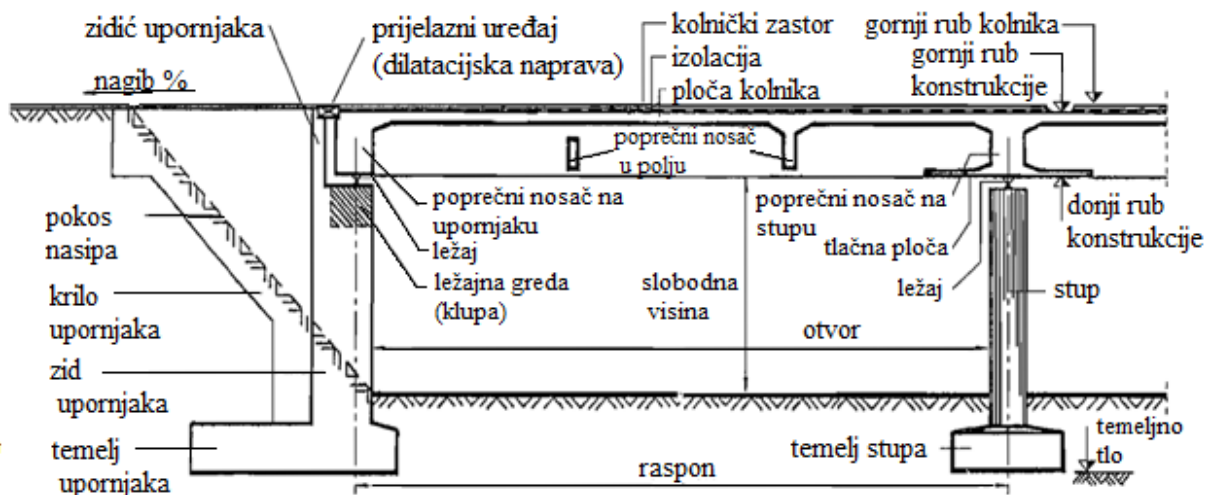 zidić upornjaka
prijelazni uređaj
(dilatacijska naprava)
kolnički zastor
izolacija
ploča kolnika
gornji rub kolnika
gornji rub
konstrukcije
nagib %
poprečni nosač
u polju
pokos
nasipa
krilo
upornjaka
zid
upornjaka
temelj
upornjaka
poprečni nosač na
upornjaku
ležaj
ležajna greda
(klupa)
slobodna
visina
poprečni nosač na
stupu
tlačna ploča
ležaj
donji rub
konstrukcije
stup
otvor
temelj stupa
temeljno
tlo
raspon